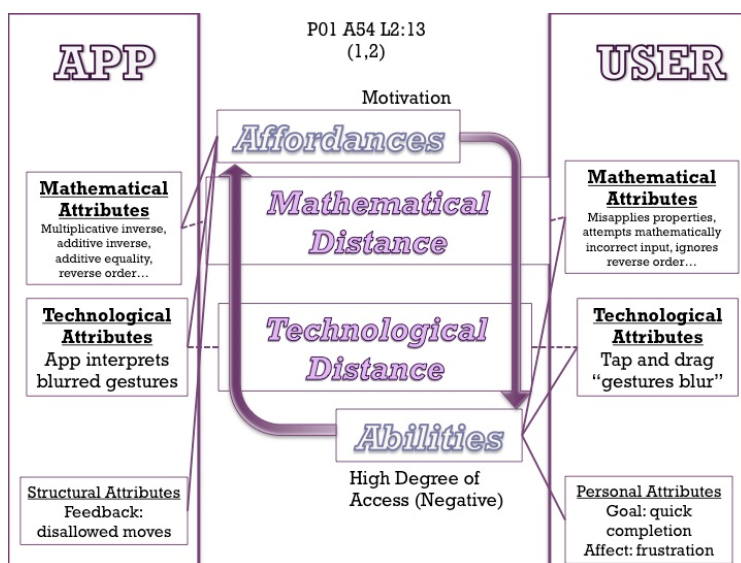 APP
P01 A54 L2:13
(1,2)
USER
Motivation
Affordances
Mathematical
Attributes
Multiplicative inverse,
additive inverse,
additive equality,
reverse order…
Mathematical
Distance
Mathematical
Attributes
Misapplies properties,
attempts mathematically
incorrect input, ignores
reverse order…
Technological
Attributes
App interprets
blurred gestures
Technological
Distance
Technological
Attributes
Tap and drag
“gestures blur”
Abilities
High Degree of
Access (Negative)
Structural Attributes
Feedback:
disallowed moves
Personal Attributes
Goal: quick
completion
Affect: frustration